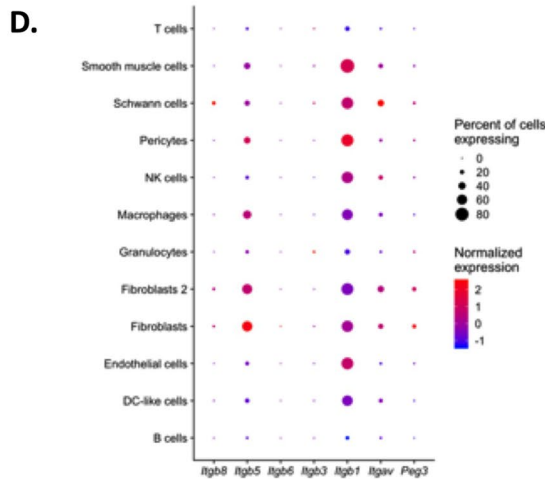 D.
T cells
Smooth muscle cells
Schwann cells
Pericytes
NK cells
Macrophages
Granulocytes
Fibroblasts 2
Fibroblasts
Endothelial cells
DC-like cells
B cells
Itgb8 Itgb5 Itgb6 Itgb3 Itgb1 Itgav Peg3
Percent of cells
expressing
0
20
40
60
80
Normalized
expression
2
1
0
-1